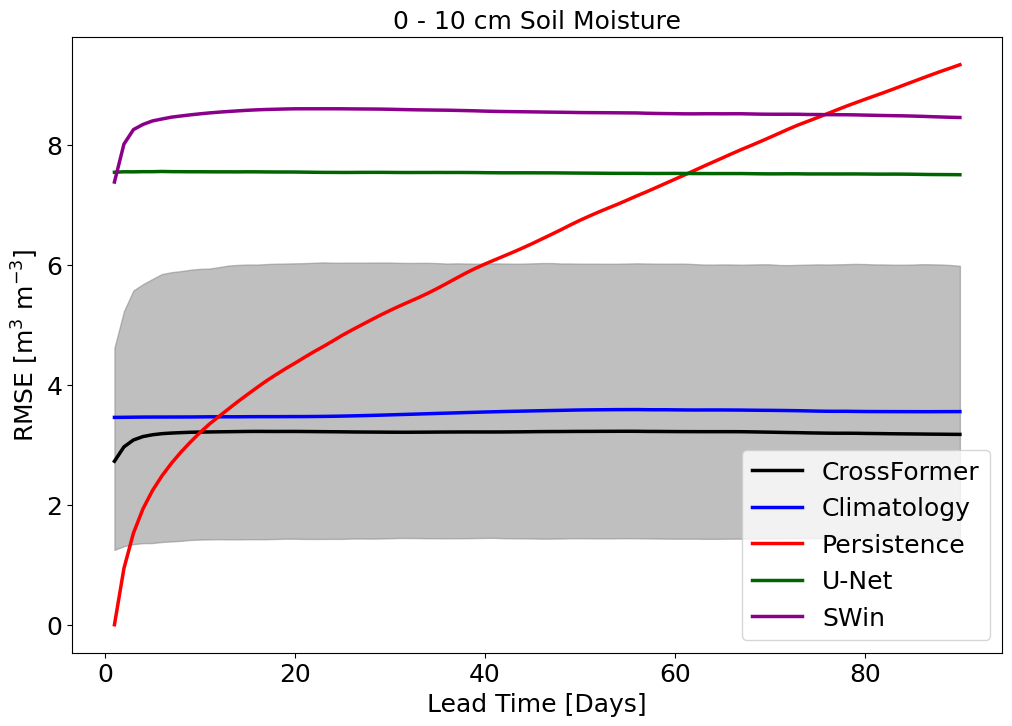 0 - 10 cm Soil Moisture
RMSE [m³ m⁻³]
8
6
4
2
0
0 20 40 60 80
Lead Time [Days]
CrossFormer
Climatology
Persistence
U-Net
SWin